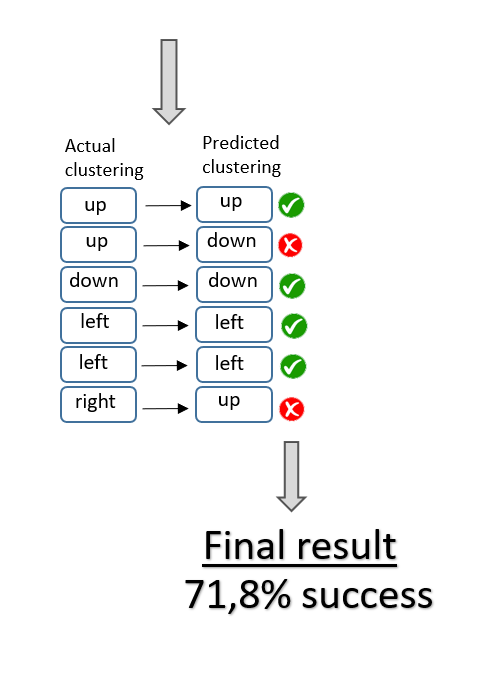 Actual
clustering
Predicted
clustering
up
up
up
down
down
down
left
left
left
left
right
up
Final result
71,8% success